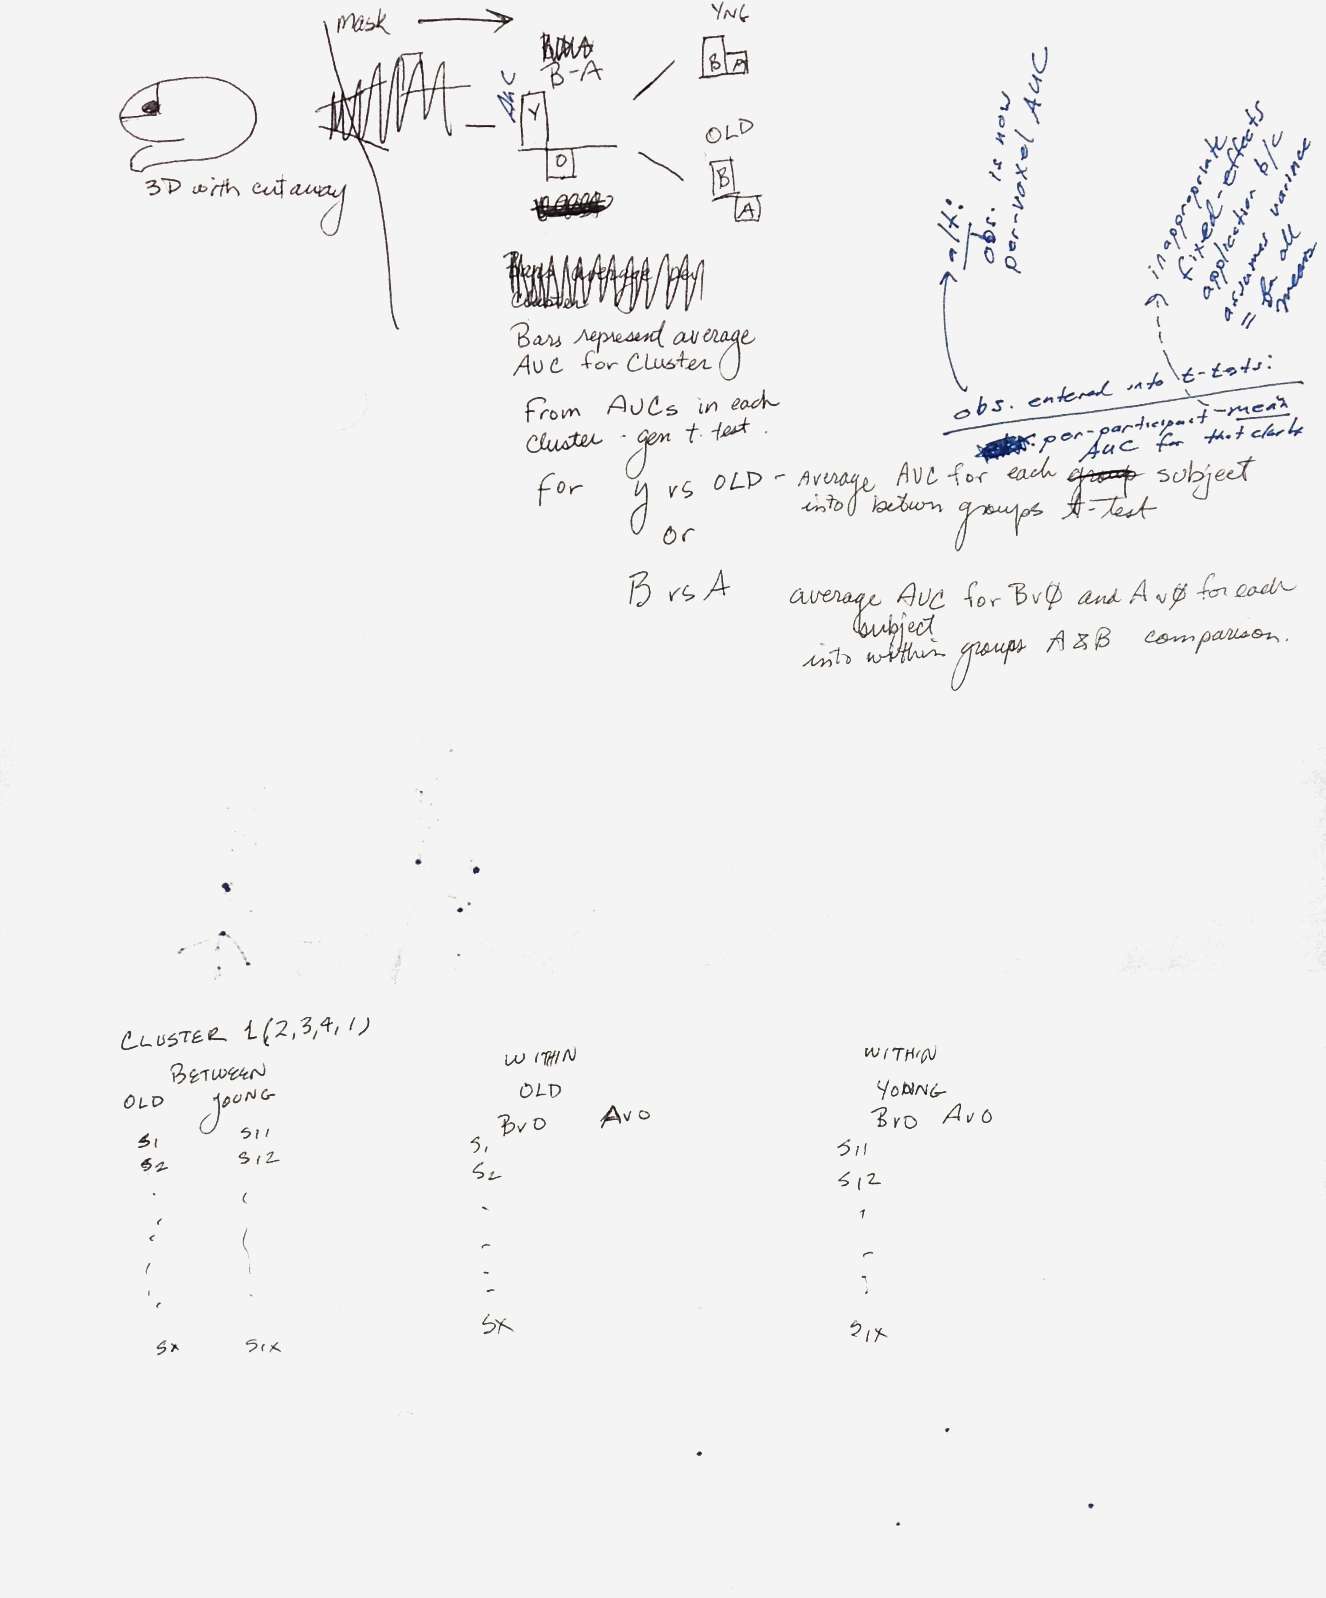 mask
3D with cutaway
AUC
B-A
Y
O
YNG
B A
OLD
B
A
Bars represent average
AUC for Cluster
From AUCs in each
cluster - gen t. test.
For y vs OLD - Average AUC for each group subject
into betwn groups t-test
or
B vs A average AUC for Bv∅ and Av∅ for each
subject
into within groups A&B comparison.
alt:
obs. is now
per-voxel AUC
inappropriate
fixed-effects
application b/c
assumes variance
= for all
means
obs. entered into t-tests:
per-participant-mean
AUC for that cluster
CLUSTER 1(2,3,4,1)
BETWEEN
OLD YOUNG
S1 S11
S2 S12
SX S1X
WITHIN
OLD
BvO AvO
S1
S2
SX
WITHIN
YOUNG
BvO AvO
S11
S12
S1X